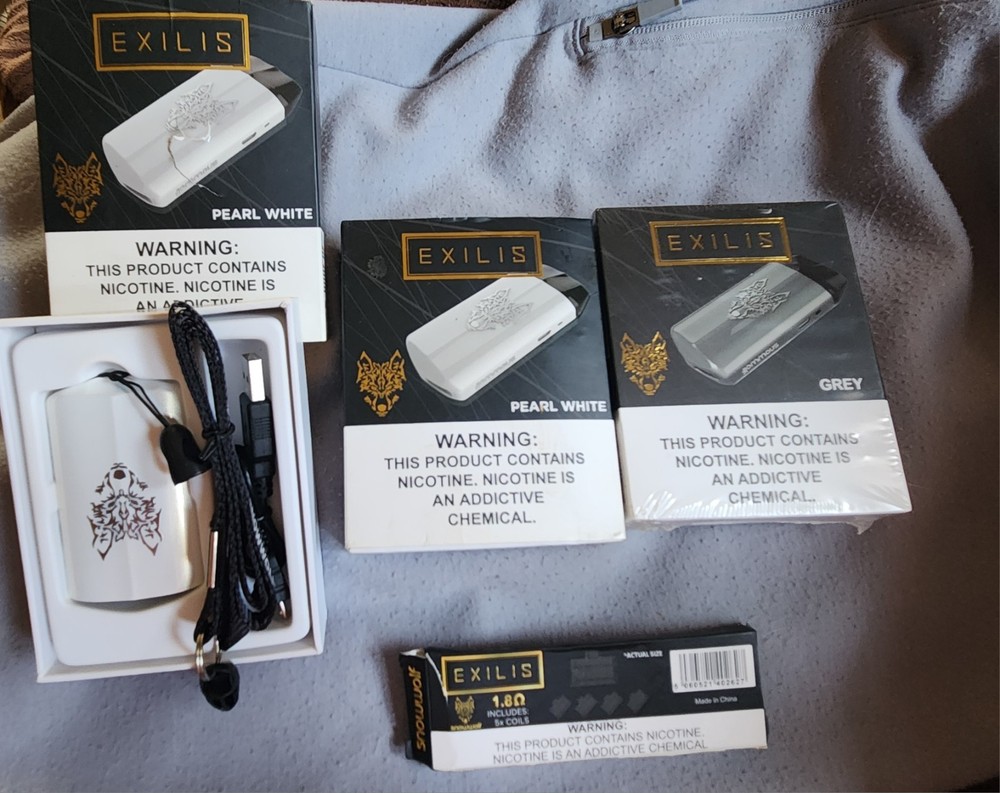 EXILIS
PEARL WHITE
WARNING:
THIS PRODUCT CONTAINS
NICOTINE. NICOTINE IS
AN ADDICTIVE
EXILIS
PEARL WHITE
WARNING:
THIS PRODUCT CONTAINS
NICOTINE. NICOTINE IS
AN ADDICTIVE
CHEMICAL.
EXILIS
GREY
WARNING:
THIS PRODUCT CONTAINS
NICOTINE. NICOTINE IS
AN ADDICTIVE
CHEMICAL.
snowwolf
EXILIS
*ACTUAL SIZE
1.8Ω
INCLUDES:
5x COILS
Made in China
WARNING:
THIS PRODUCT CONTAINS NICOTINE.
NICOTINE IS AN ADDICTIVE CHEMICAL